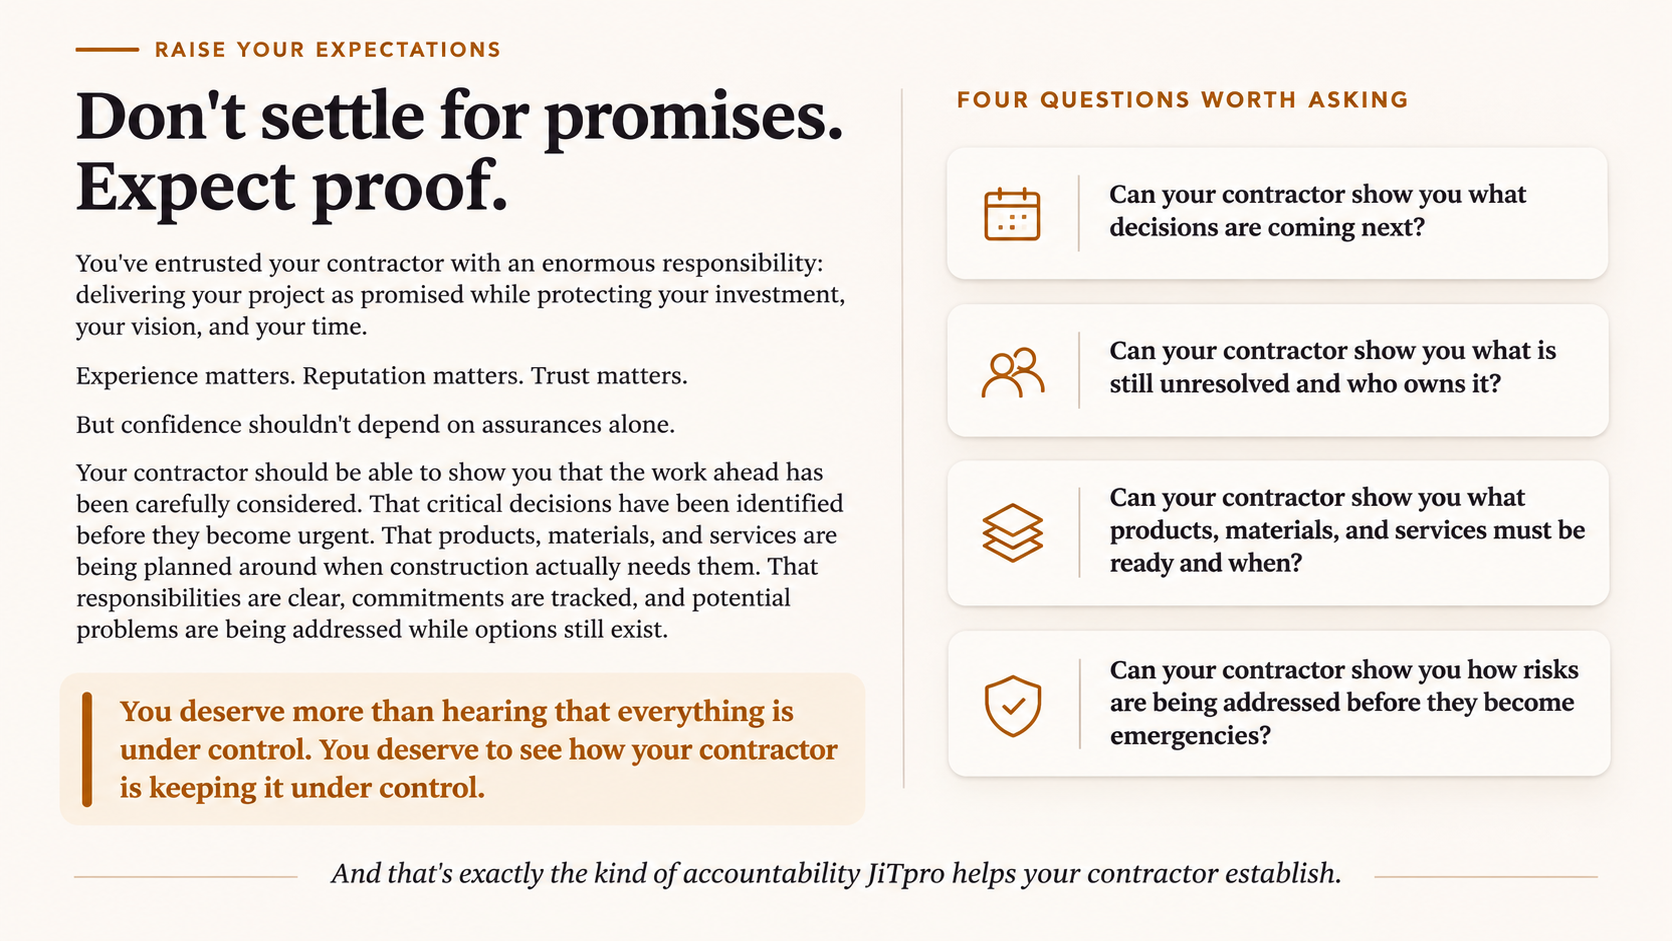 RAISE YOUR EXPECTATIONS
Don't settle for promises.
Expect proof.
You've entrusted your contractor with an enormous responsibility:
delivering your project as promised while protecting your investment,
your vision, and your time.
Experience matters. Reputation matters. Trust matters.
But confidence shouldn't depend on assurances alone.
Your contractor should be able to show you that the work ahead has
been carefully considered. That critical decisions have been identified
before they become urgent. That products, materials, and services are
being planned around when construction actually needs them. That
responsibilities are clear, commitments are tracked, and potential
problems are being addressed while options still exist.
You deserve more than hearing that everything is
under control. You deserve to see how your contractor
is keeping it under control.
FOUR QUESTIONS WORTH ASKING
Can your contractor show you what
decisions are coming next?
Can your contractor show you what is
still unresolved and who owns it?
Can your contractor show you what
products, materials, and services must be
ready and when?
Can your contractor show you how risks
are being addressed before they become
emergencies?
And that's exactly the kind of accountability JiTpro helps your contractor establish.